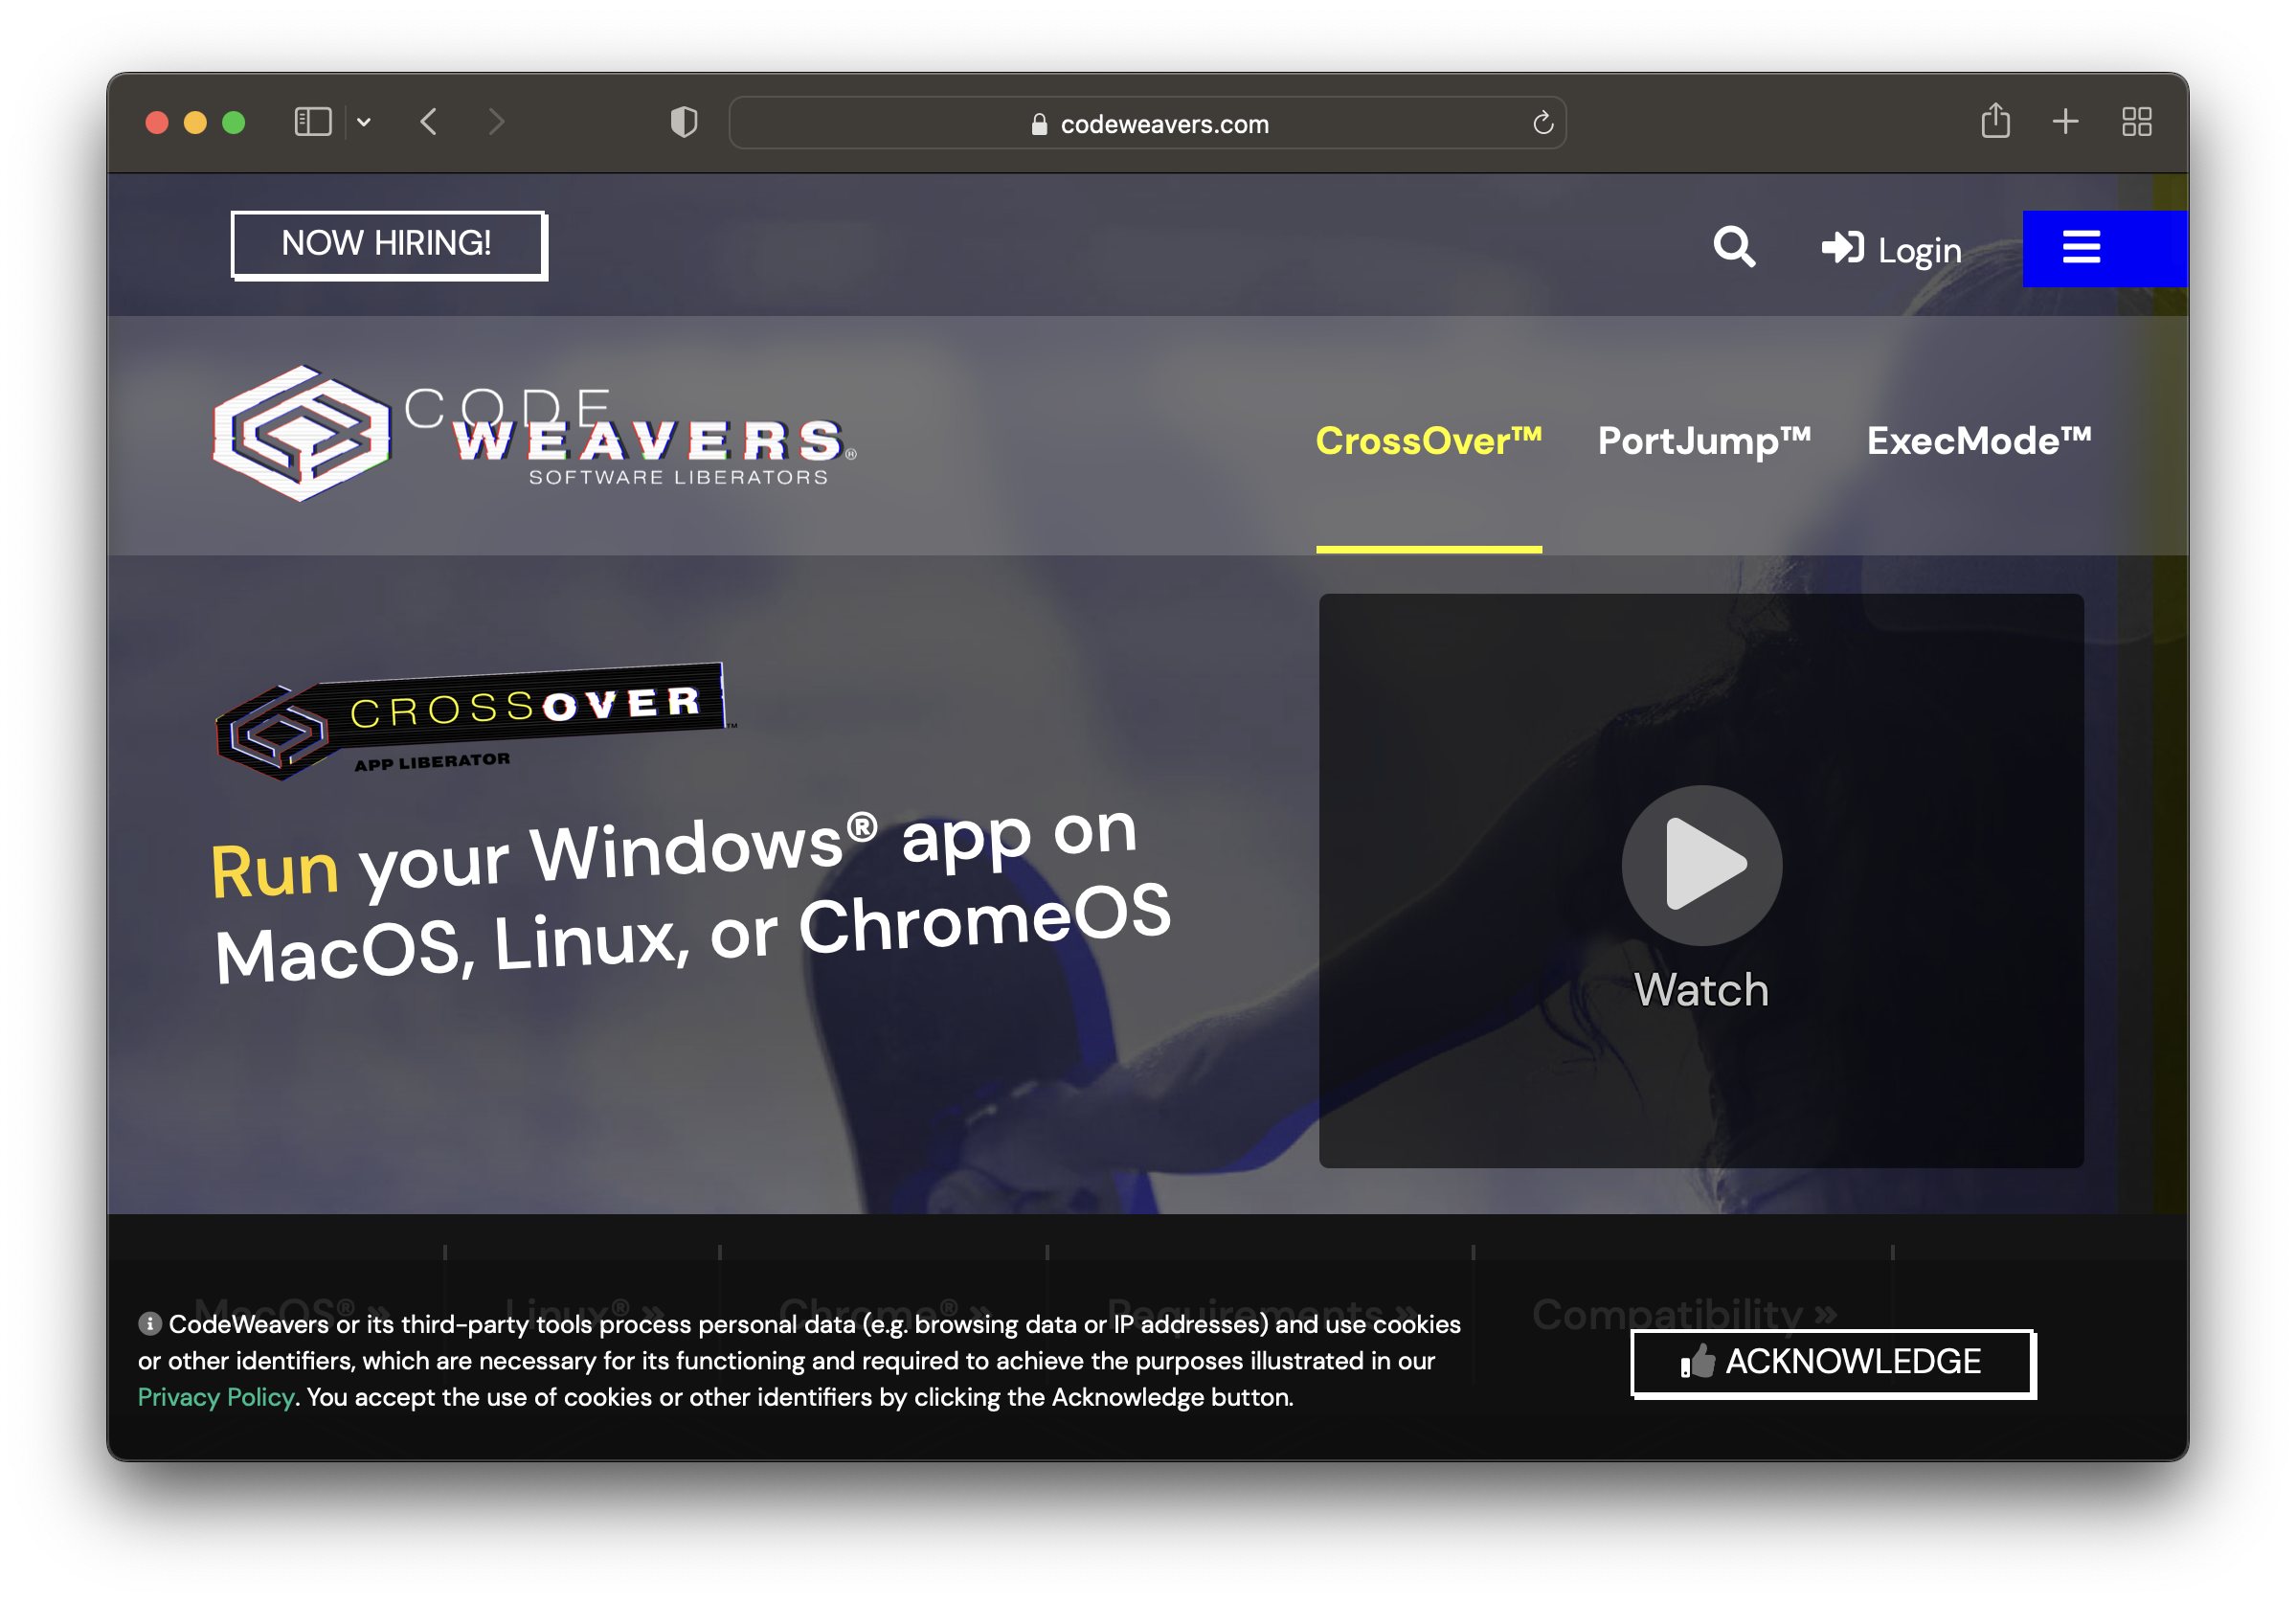 codeweavers.com
NOW HIRING!
Login
CODE
WEAVERS®
SOFTWARE LIBERATORS
CrossOver™ PortJump™ ExecMode™
CROSSOVER™
APP LIBERATOR
Run your Windows® app on
MacOS, Linux, or ChromeOS
Watch
MacOS® » Linux® » Chrome® » Requirements » Compatibility »
CodeWeavers or its third-party tools process personal data (e.g. browsing data or IP addresses) and use cookies
or other identifiers, which are necessary for its functioning and required to achieve the purposes illustrated in our
Privacy Policy. You accept the use of cookies or other identifiers by clicking the Acknowledge button.
ACKNOWLEDGE